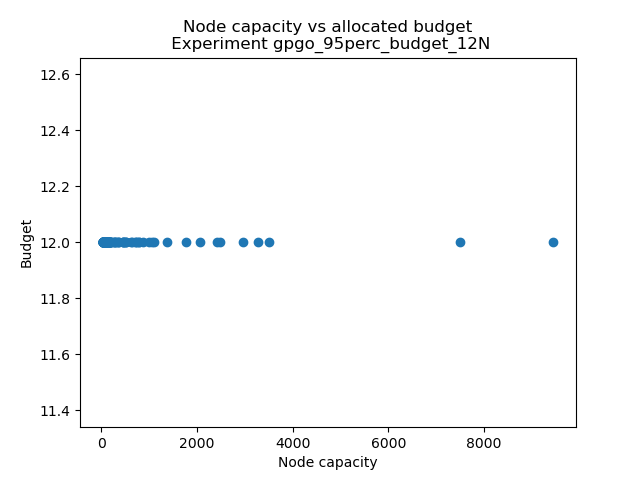 Node capacity vs allocated budget
Experiment gpgo_95perc_budget_12N
12.6
12.4
12.2
12.0
11.8
11.6
11.4
Budget
0 2000 4000 6000 8000
Node capacity